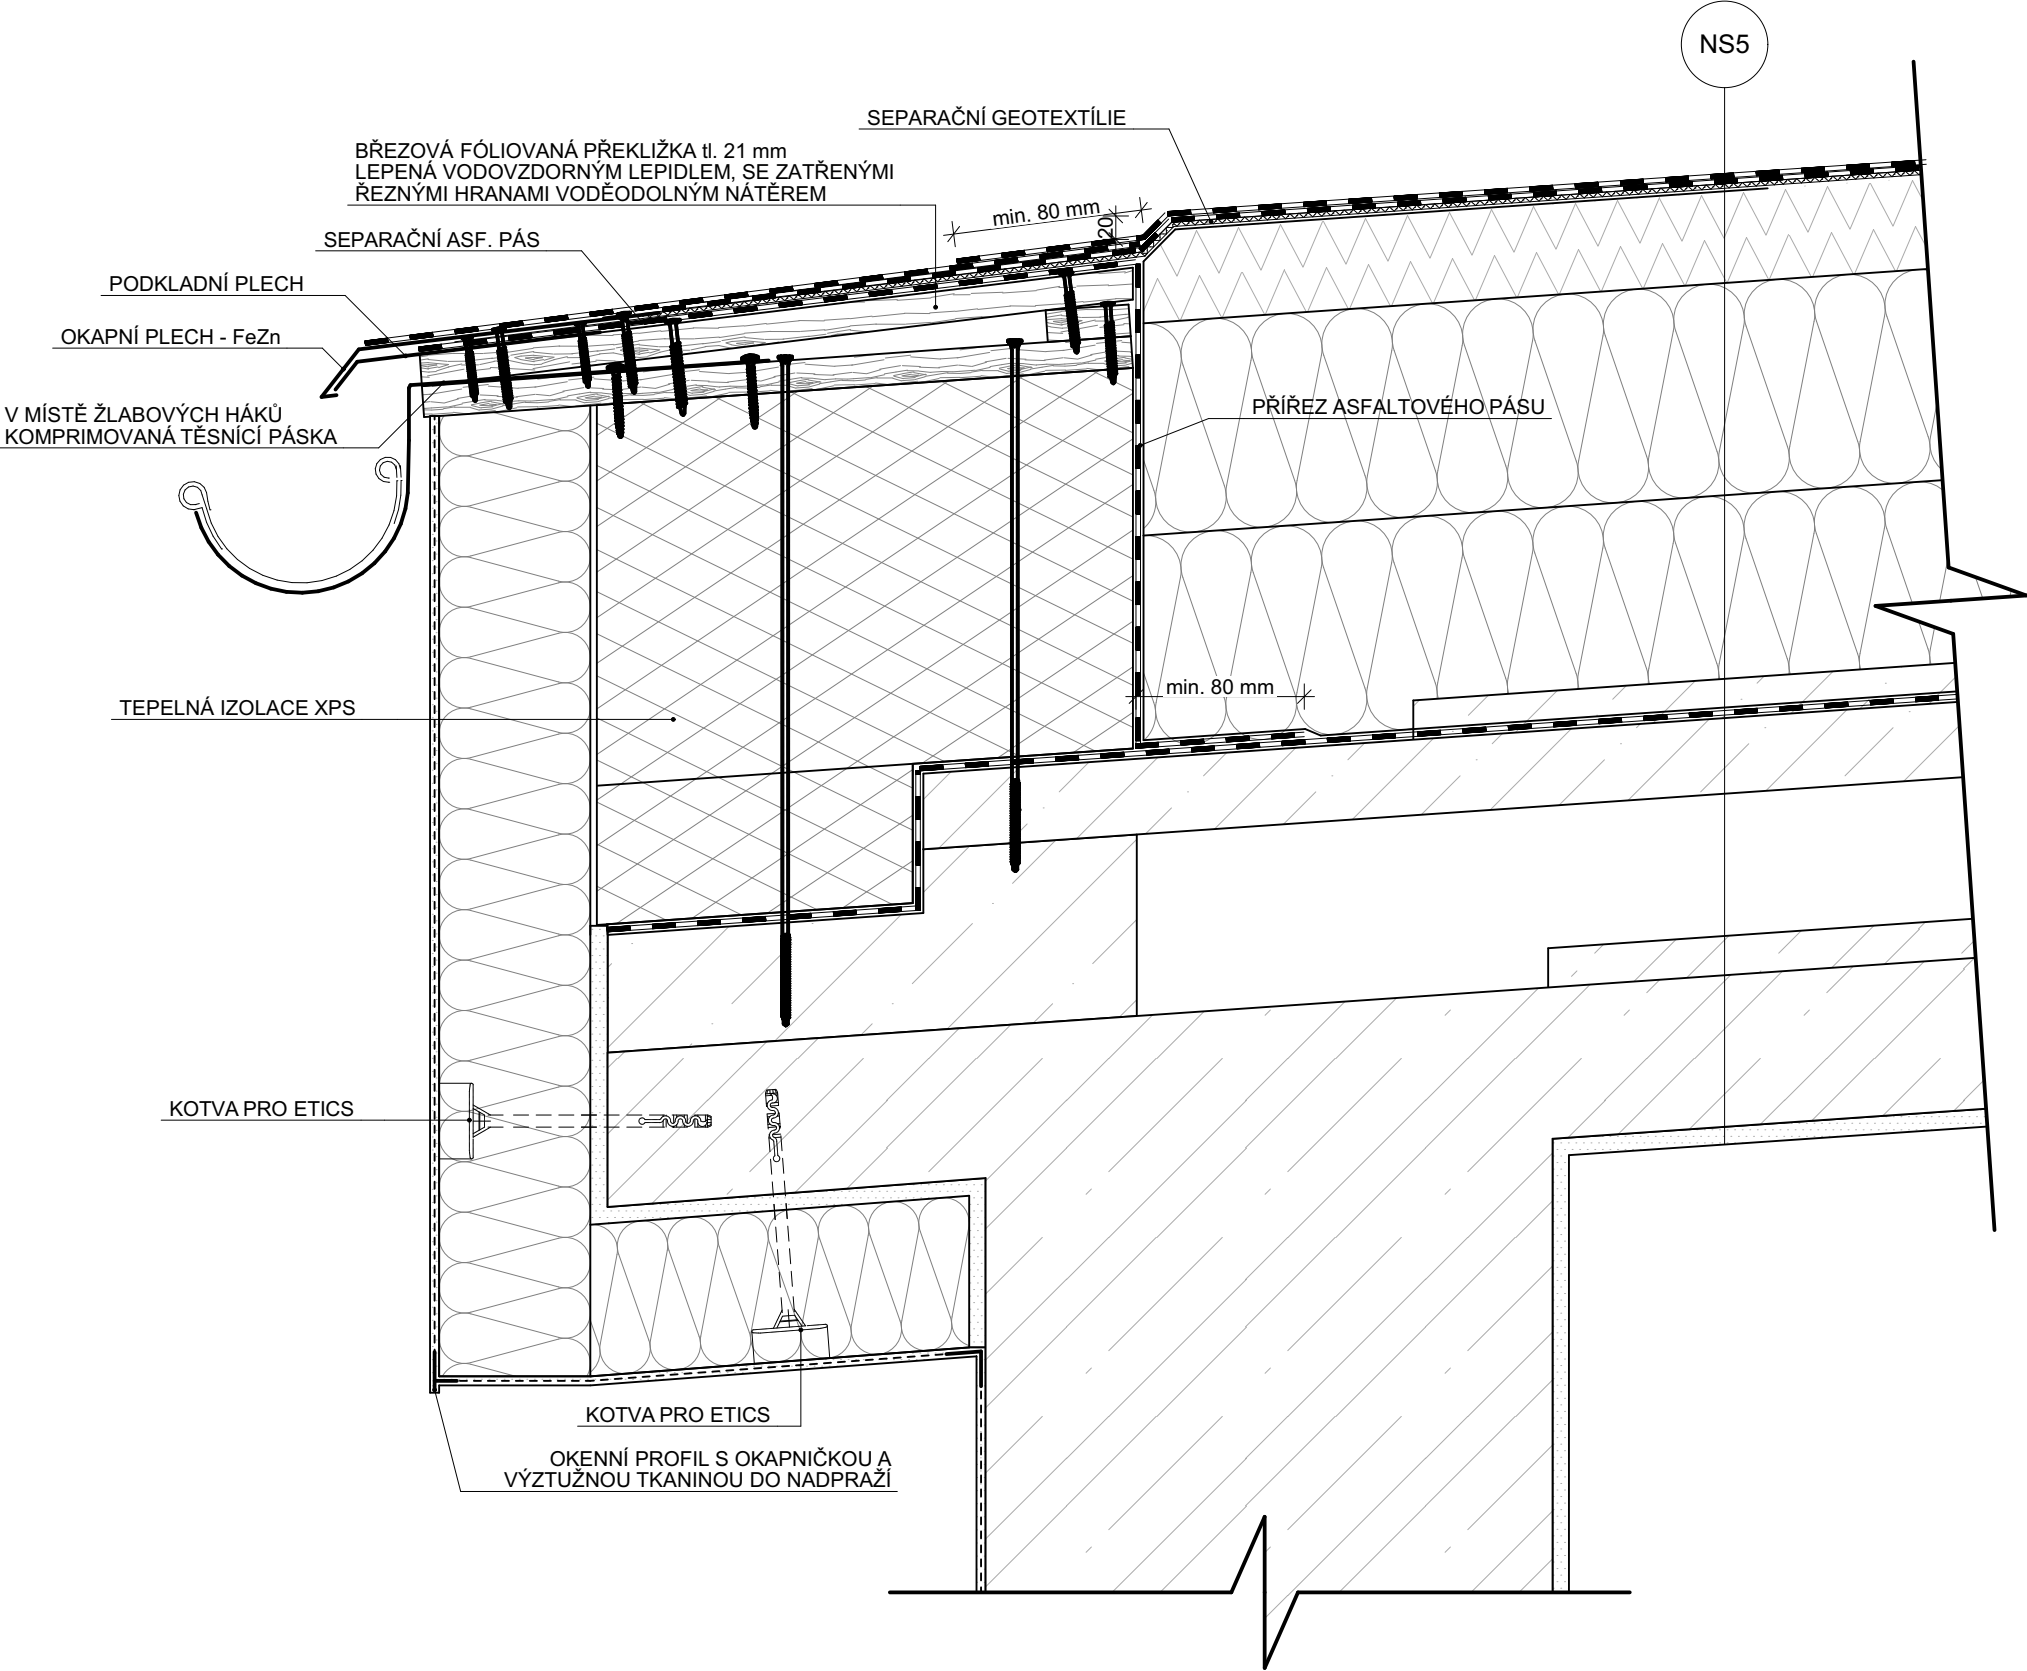 NS5
SEPARAČNÍ GEOTEXTÍLIE
BŘEZOVÁ FÓLIOVANÁ PŘEKLIŽKA tl. 21 mm
LEPENÁ VODOVZDORNÝM LEPIDLEM, SE ZATŘENÝMI
ŘEZNÝMI HRANAMI VODĚODOLNÝM NÁTĚREM
min. 80 mm
20
SEPARAČNÍ ASF. PÁS
PODKLADNÍ PLECH
OKAPNÍ PLECH - FeZn
V MÍSTĚ ŽLABOVÝCH HÁKŮ
KOMPRIMOVANÁ TĚSNÍCÍ PÁSKA
PŘÍŘEZ ASFALTOVÉHO PÁSU
min. 80 mm
TEPELNÁ IZOLACE XPS
KOTVA PRO ETICS
KOTVA PRO ETICS
OKENNÍ PROFIL S OKAPNIČKOU A
VÝZTUŽNOU TKANINOU DO NADPRAŽÍ